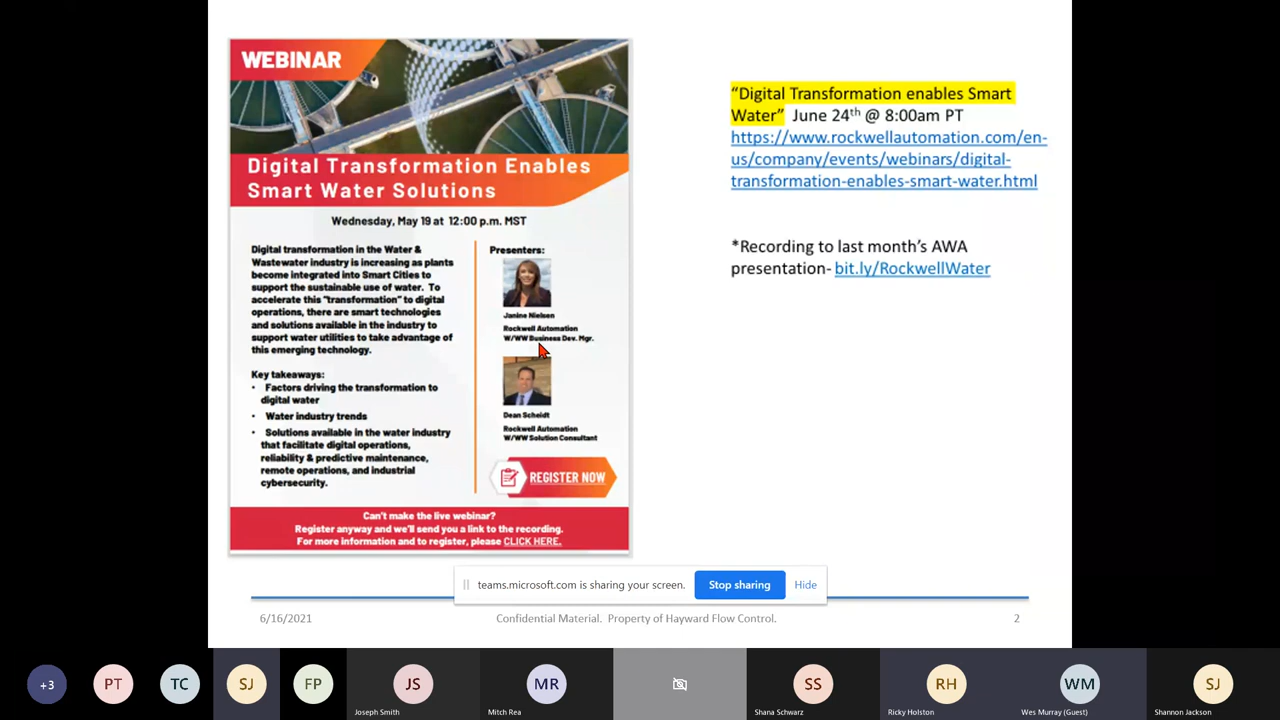 WEBINAR
Digital Transformation Enables
Smart Water Solutions
Wednesday, May 19 at 12:00 p.m. MST
Digital transformation in the Water &
Wastewater industry is increasing as plants
become integrated into Smart Cities to
support the sustainable use of water. To
accelerate this "transformation" to digital
operations, there are smart technologies
and solutions available in the industry to
support water utilities to take advantage of
this emerging technology.
Key takeaways:
• Factors driving the transformation to
digital water
• Water industry trends
• Solutions available in the water industry
that facilitate digital operations,
reliability & predictive maintenance,
remote operations, and industrial
cybersecurity.
Presenters:
Janine Nielsen
Rockwell Automation
W/WW Business Dev. Mgr.
Dean Scheidt
Rockwell Automation
W/WW Solution Consultant
REGISTER NOW
Can't make the live webinar?
Register anyway and we'll send you a link to the recording.
For more information and to register, please CLICK HERE.
“Digital Transformation enables Smart
Water” June 24th @ 8:00am PT
https://www.rockwellautomation.com/en-
us/company/events/webinars/digital-
transformation-enables-smart-water.html
*Recording to last month’s AWA
presentation- bit.ly/RockwellWater
teams.microsoft.com is sharing your screen.
Stop sharing
Hide
6/16/2021
Confidential Material. Property of Hayward Flow Control.
2
+3
PT
TC
SJ
FP
JS
Joseph Smith
MR
Mitch Rea
SS
Shana Schwarz
RH
Ricky Holston
WM
Wes Murray (Guest)
SJ
Shannon Jackson